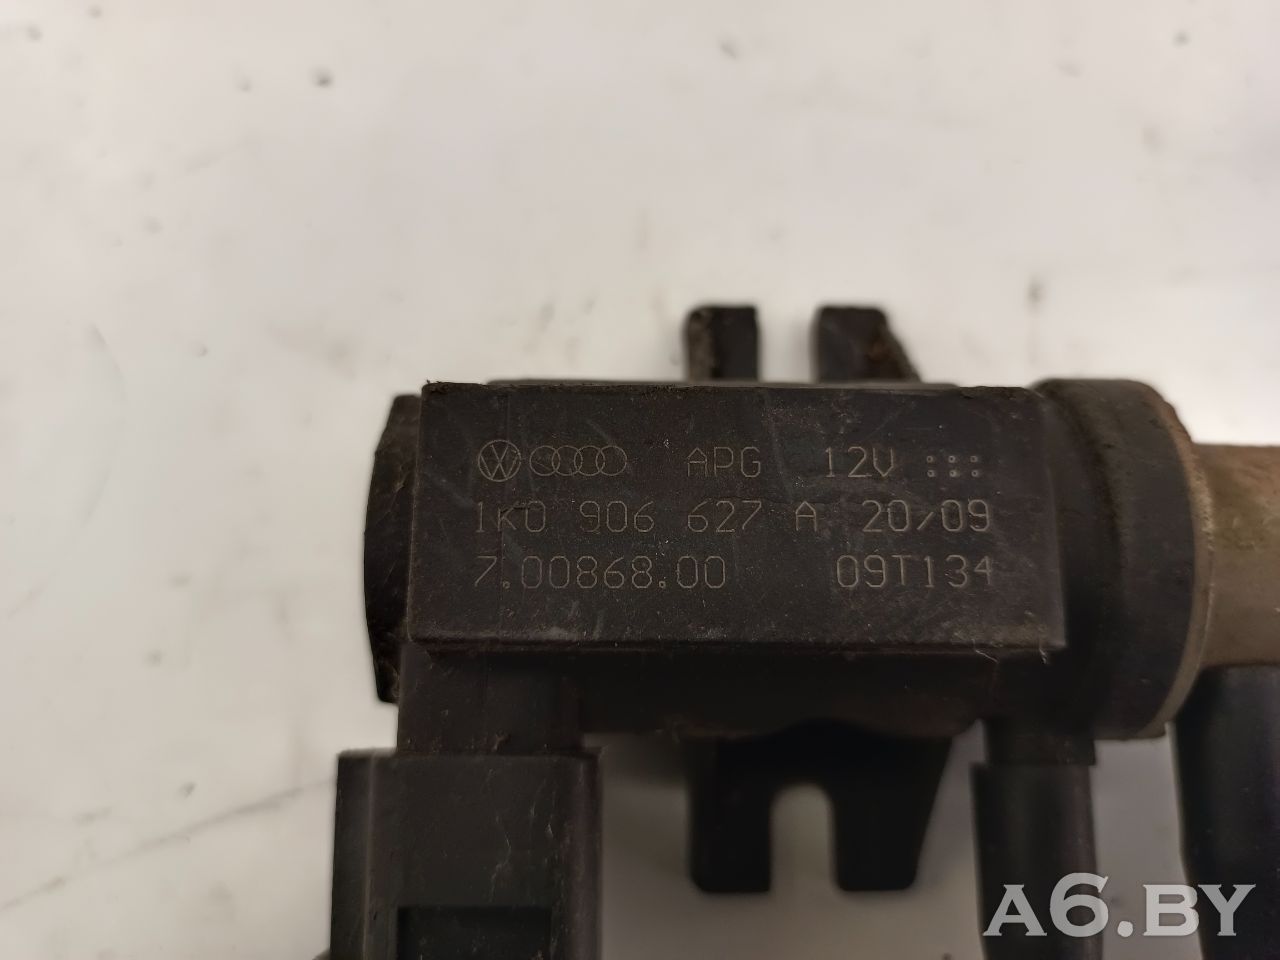 APG 12V
1K0 906 627 A 20/09
7.00868.00 09T134
A6.BY